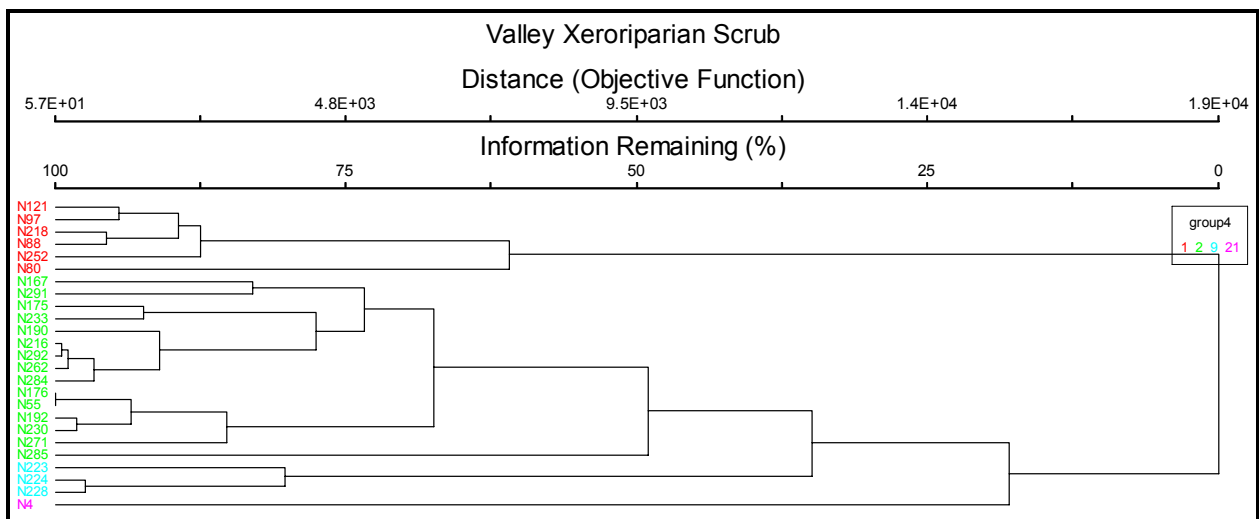 Valley Xeroriparian Scrub
Distance (Objective Function)
5.7E+01 4.8E+03 9.5E+03 1.4E+04 1.9E+04
Information Remaining (%)
100 75 50 25 0
N121
N97
N218
N88
N252
N80
N167
N291
N175
N233
N190
N216
N292
N262
N284
N176
N55
N192
N230
N271
N285
N223
N224
N228
N4
group4
1 2 9 21